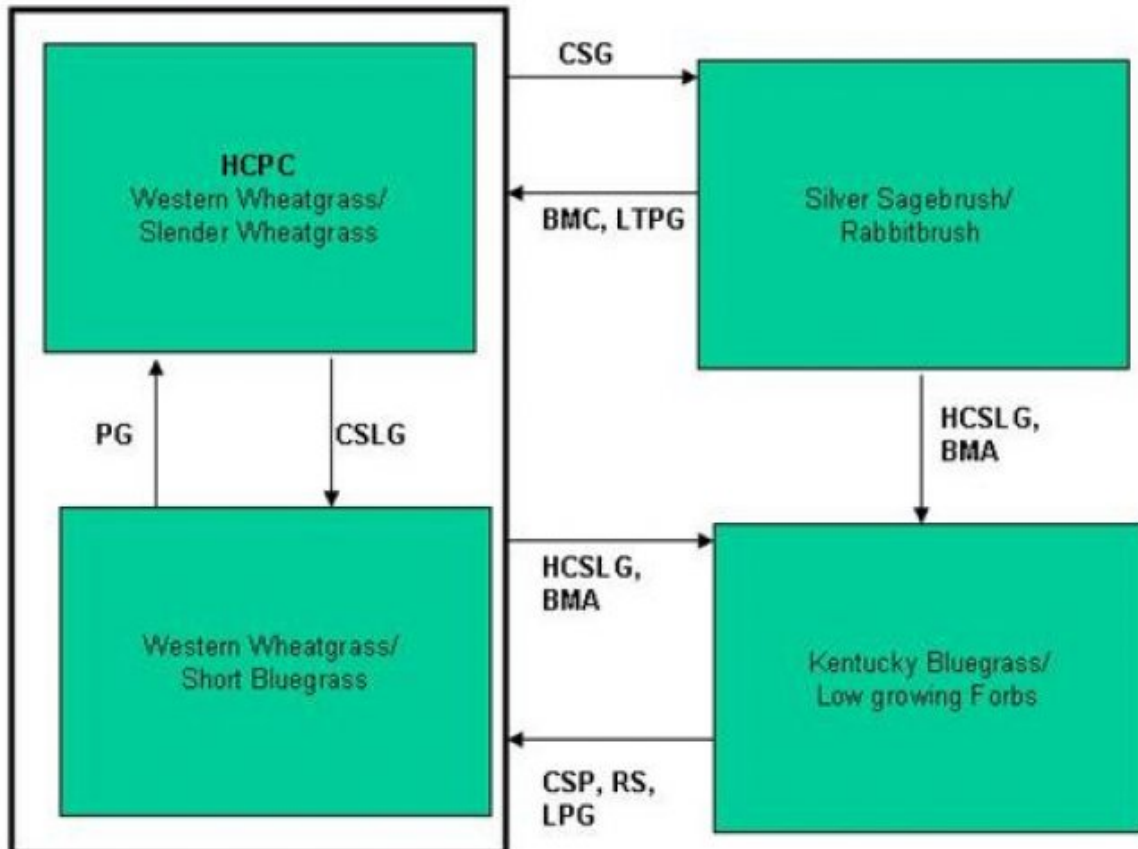 HCPC
Western Wheatgrass/
Slender Wheatgrass
CSG
BMC, LTPG
Silver Sagebrush/
Rabbitbrush
PG
CSLG
HCSLG,
BMA
Western Wheatgrass/
Short Bluegrass
HCSLG,
BMA
CSP, RS,
LPG
Kentucky Bluegrass/
Low growing Forbs